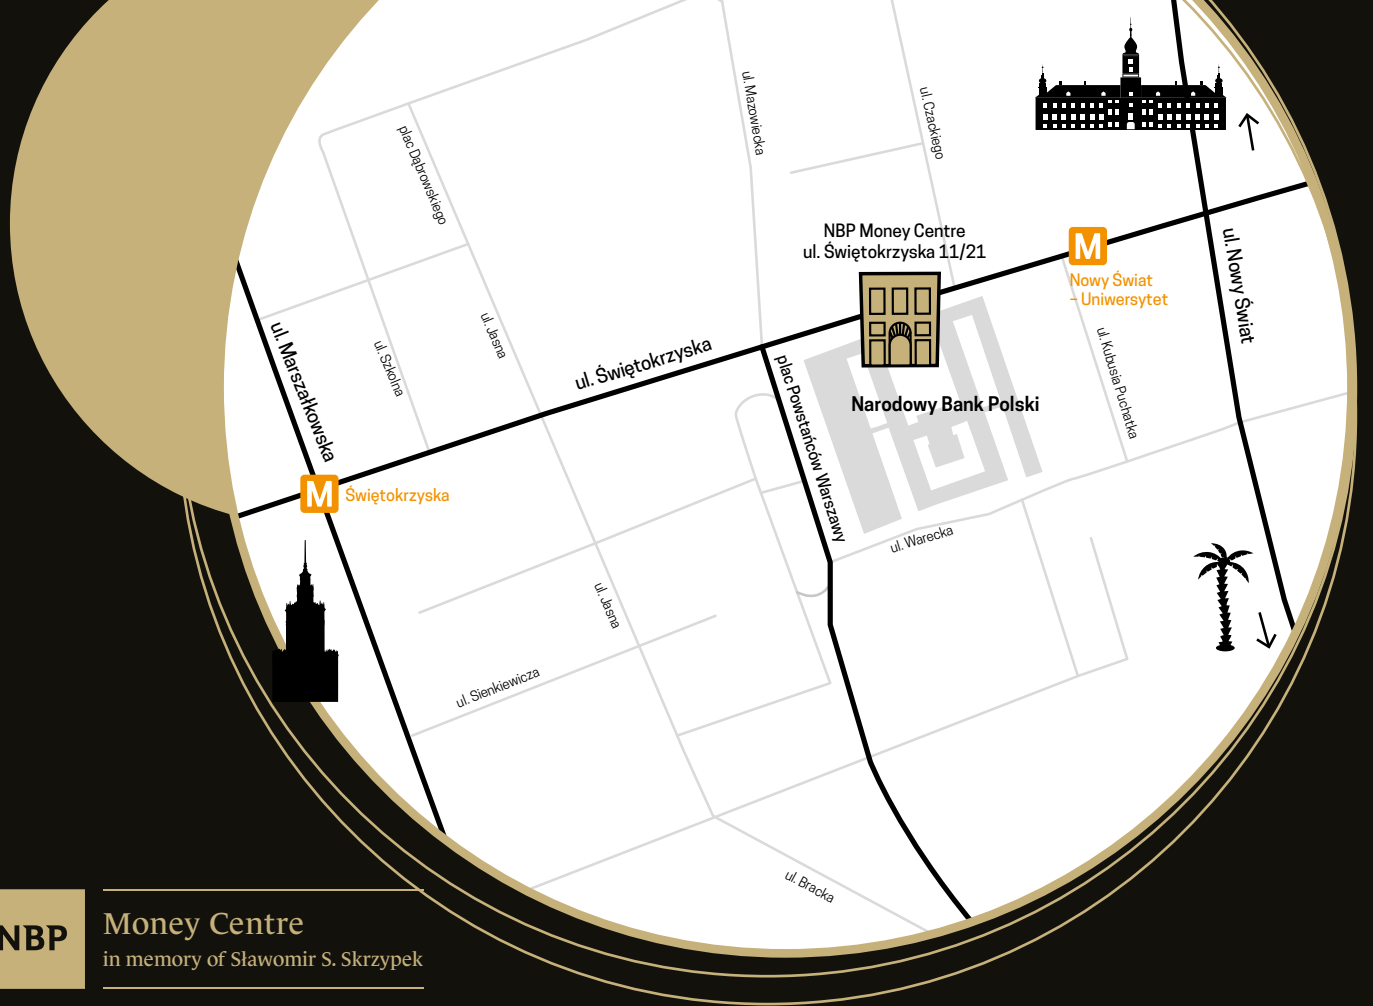 plac Dąbrowskiego
ul. Mazowiecka
ul. Czackiego
NBP Money Centre
ul. Świętokrzyska 11/21
M
Nowy Świat
– Uniwersytet
ul. Nowy Świat
ul. Marszałkowska
ul. Szkolna
ul. Jasna
ul. Świętokrzyska
plac Powstańców Warszawy
Narodowy Bank Polski
ul. Kubusia Puchatka
M
Świętokrzyska
ul. Warecka
ul. Jasna
ul. Sienkiewicza
ul. Bracka
NBP
Money Centre
in memory of Sławomir S. Skrzypek